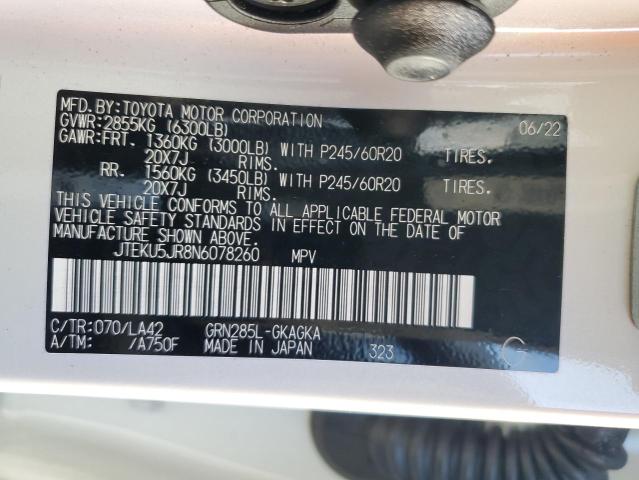 MFD.BY:TOYOTA MOTOR CORPORATION 06/22
GVWR:2855KG (6300LB)
GAWR:FRT. 1360KG (3000LB) WITH P245/60R20 TIRES.
20X7J RIMS.
RR. 1560KG (3450LB) WITH P245/60R20 TIRES.
20X7J RIMS.
THIS VEHICLE CONFORMS TO ALL APPLICABLE FEDERAL MOTOR
VEHICLE SAFETY STANDARDS IN EFFECT ON THE DATE OF
MANUFACTURE SHOWN ABOVE.
JTEKU5JR8N6078260 MPV
C/TR:070/LA42 GRN285L-GKAGKA
A/TM: /A750F MADE IN JAPAN 323 G